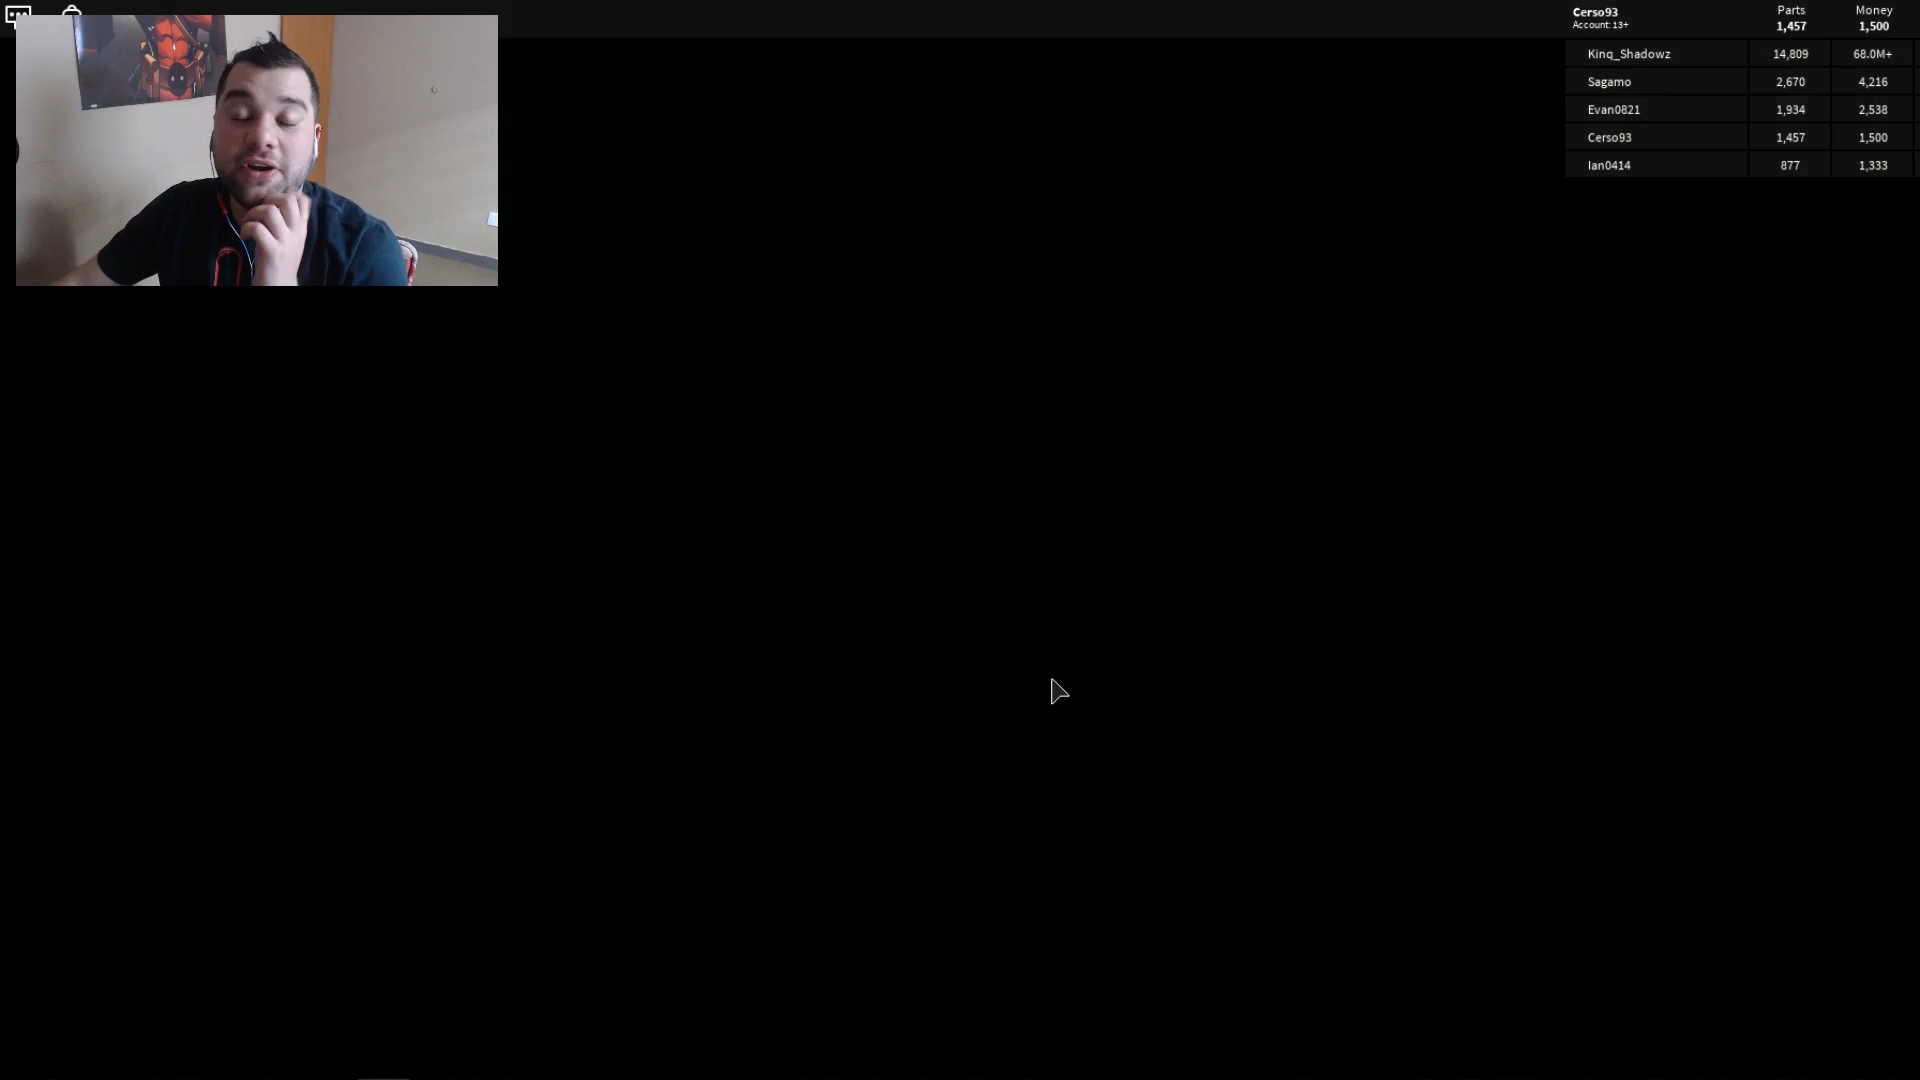 Cerso93 Parts Money
Account: 13+ 1,457 1,500
Kinq_Shadowz 14,809 68.0M+
Sagamo 2,670 4,216
Evan0821 1,934 2,538
Cerso93 1,457 1,500
Ian0414 877 1,333